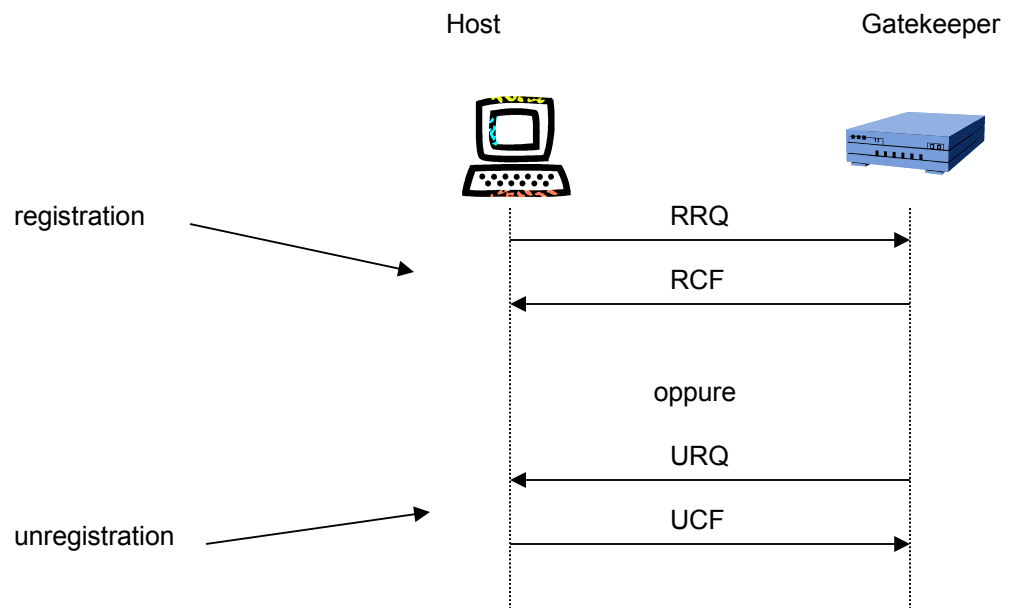 Host
Gatekeeper
registration
RRQ
RCF
oppure
URQ
unregistration
UCF